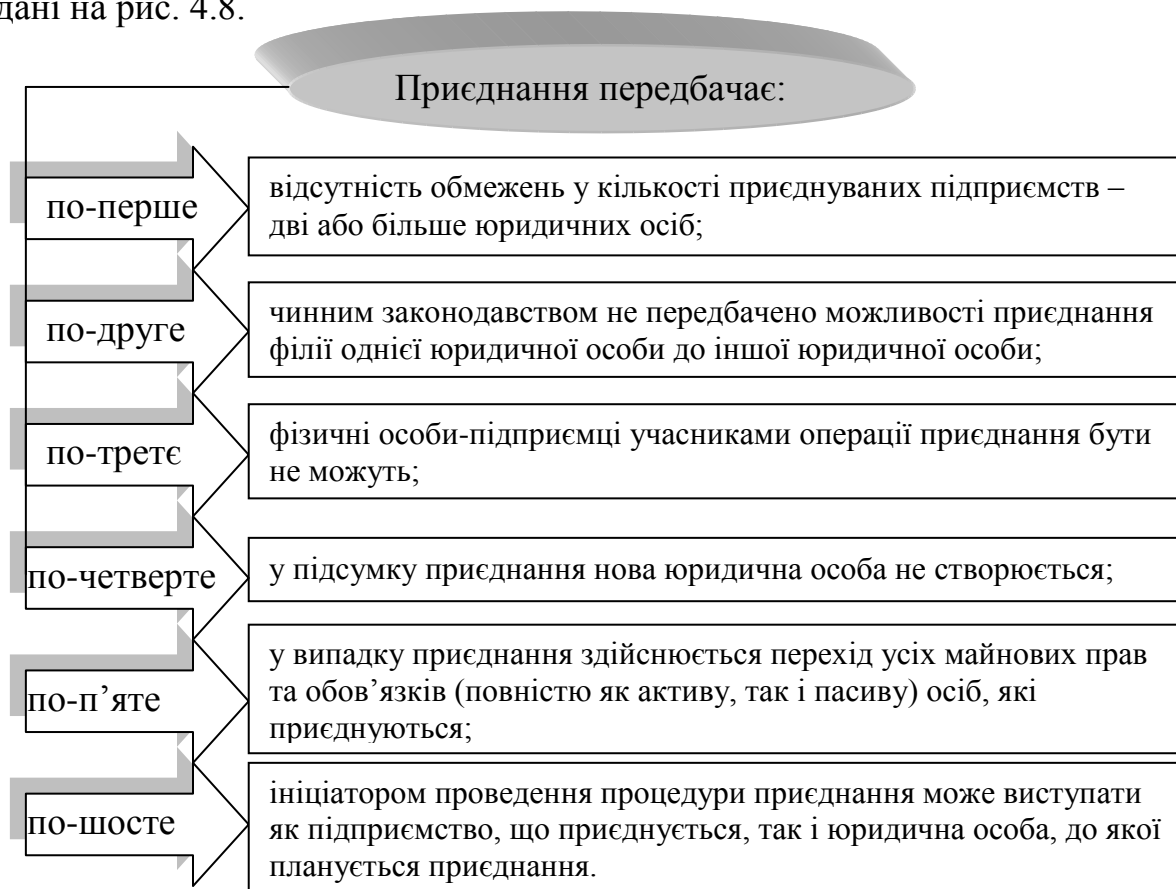 дані на рис. 4.8.
Приєднання передбачає:
по-перше
відсутність обмежень у кількості приєднуваних підприємств –
дві або більше юридичних осіб;
по-друге
чинним законодавством не передбачено можливості приєднання
філії однієї юридичної особи до іншої юридичної особи;
по-третє
фізичні особи-підприємці учасниками операції приєднання бути
не можуть;
по-четверте
у підсумку приєднання нова юридична особа не створюється;
по-п’яте
у випадку приєднання здійснюється перехід усіх майнових прав
та обов’язків (повністю як активу, так і пасиву) осіб, які
приєднуються;
по-шосте
ініціатором проведення процедури приєднання може виступати
як підприємство, що приєднується, так і юридична особа, до якої
планується приєднання.